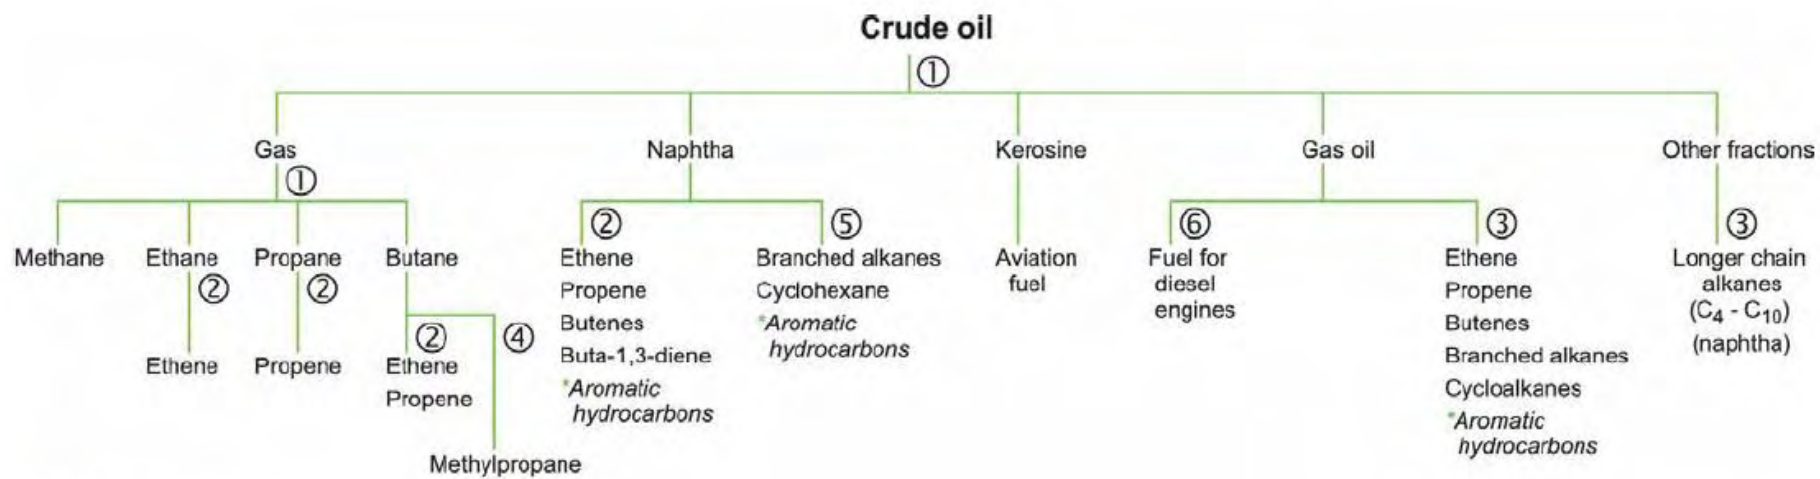 Crude oil
①
Gas
Naphtha
Kerosine
Gas oil
Other fractions
①
Methane
Ethane
Propane
Butane
②
②
②
④
Ethene
Propene
Ethene
Propene
Methylpropane
②
Ethene
Propene
Butenes
Buta-1,3-diene
*Aromatic
hydrocarbons
⑤
Branched alkanes
Cyclohexane
*Aromatic
hydrocarbons
Aviation
fuel
⑥
Fuel for
diesel
engines
③
Ethene
Propene
Butenes
Branched alkanes
Cycloalkanes
*Aromatic
hydrocarbons
③
Longer chain
alkanes
(C₄ - C₁₀)
(naphtha)